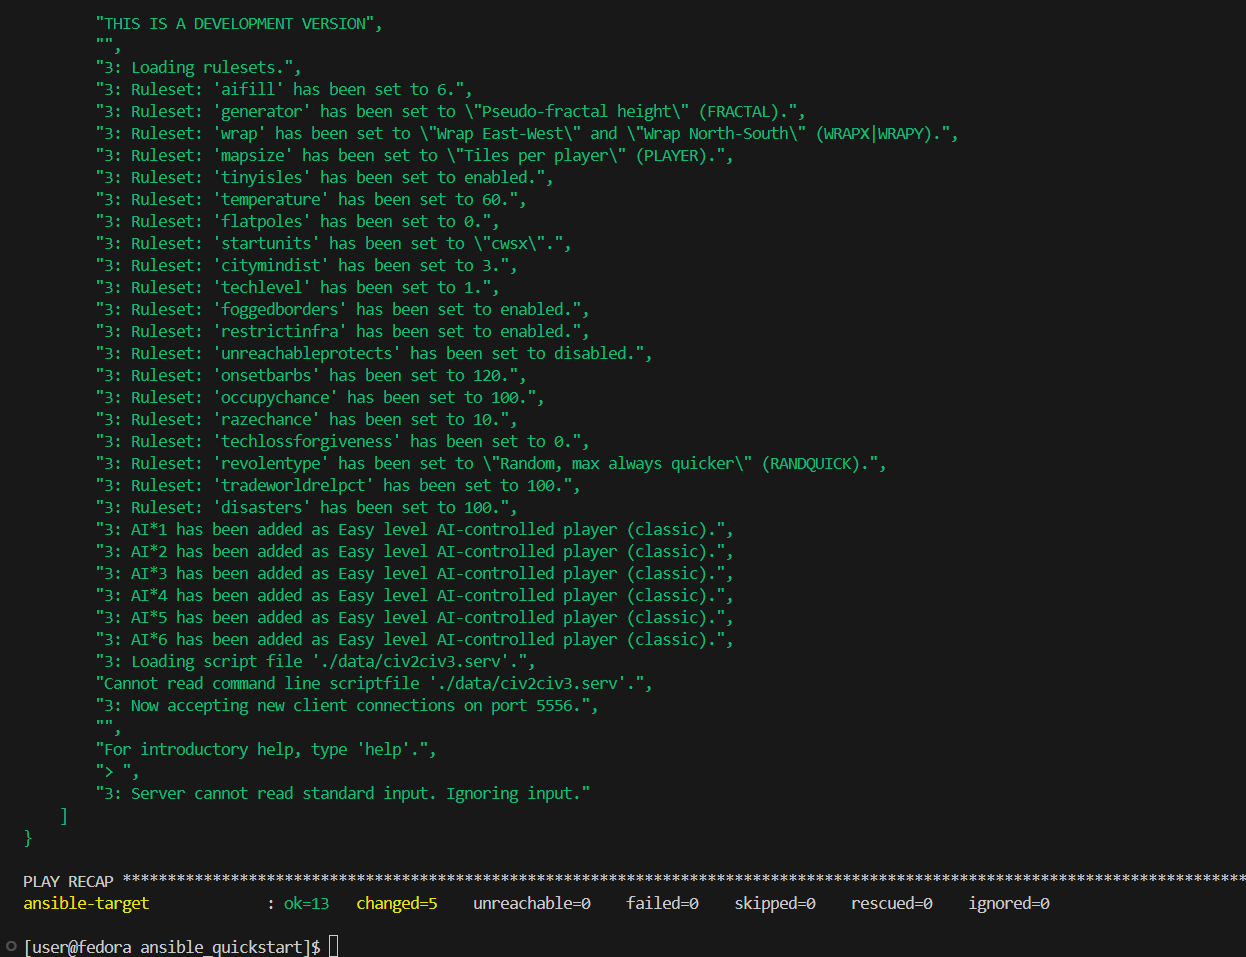 "THIS IS A DEVELOPMENT VERSION",
"",
"3: Loading rulesets.",
"3: Ruleset: 'aifill' has been set to 6.",
"3: Ruleset: 'generator' has been set to \"Pseudo-fractal height\" (FRACTAL).",
"3: Ruleset: 'wrap' has been set to \"Wrap East-West\" and \"Wrap North-South\" (WRAPX|WRAPY).",
"3: Ruleset: 'mapsize' has been set to \"Tiles per player\" (PLAYER).",
"3: Ruleset: 'tinyisles' has been set to enabled.",
"3: Ruleset: 'temperature' has been set to 60.",
"3: Ruleset: 'flatpoles' has been set to 0.",
"3: Ruleset: 'startunits' has been set to \"cwsx\".",
"3: Ruleset: 'citymindist' has been set to 3.",
"3: Ruleset: 'techlevel' has been set to 1.",
"3: Ruleset: 'foggedborders' has been set to enabled.",
"3: Ruleset: 'restrictinfra' has been set to enabled.",
"3: Ruleset: 'unreachableprotects' has been set to disabled.",
"3: Ruleset: 'onsetbarbs' has been set to 120.",
"3: Ruleset: 'occupychance' has been set to 100.",
"3: Ruleset: 'razechance' has been set to 10.",
"3: Ruleset: 'techlossforgiveness' has been set to 0.",
"3: Ruleset: 'revolentype' has been set to \"Random, max always quicker\" (RANDQUICK).",
"3: Ruleset: 'tradeworldrelpct' has been set to 100.",
"3: Ruleset: 'disasters' has been set to 100.",
"3: AI*1 has been added as Easy level AI-controlled player (classic).",
"3: AI*2 has been added as Easy level AI-controlled player (classic).",
"3: AI*3 has been added as Easy level AI-controlled player (classic).",
"3: AI*4 has been added as Easy level AI-controlled player (classic).",
"3: AI*5 has been added as Easy level AI-controlled player (classic).",
"3: AI*6 has been added as Easy level AI-controlled player (classic).",
"3: Loading script file './data/civ2civ3.serv'.",
"Cannot read command line scriptfile './data/civ2civ3.serv'.",
"3: Now accepting new client connections on port 5556.",
"",
"For introductory help, type 'help'.",
"> ",
"3: Server cannot read standard input. Ignoring input."
]
}
PLAY RECAP *****************************************************************************************************************************
ansible-target : ok=13 changed=5 unreachable=0 failed=0 skipped=0 rescued=0 ignored=0
[user@fedora ansible_quickstart]$